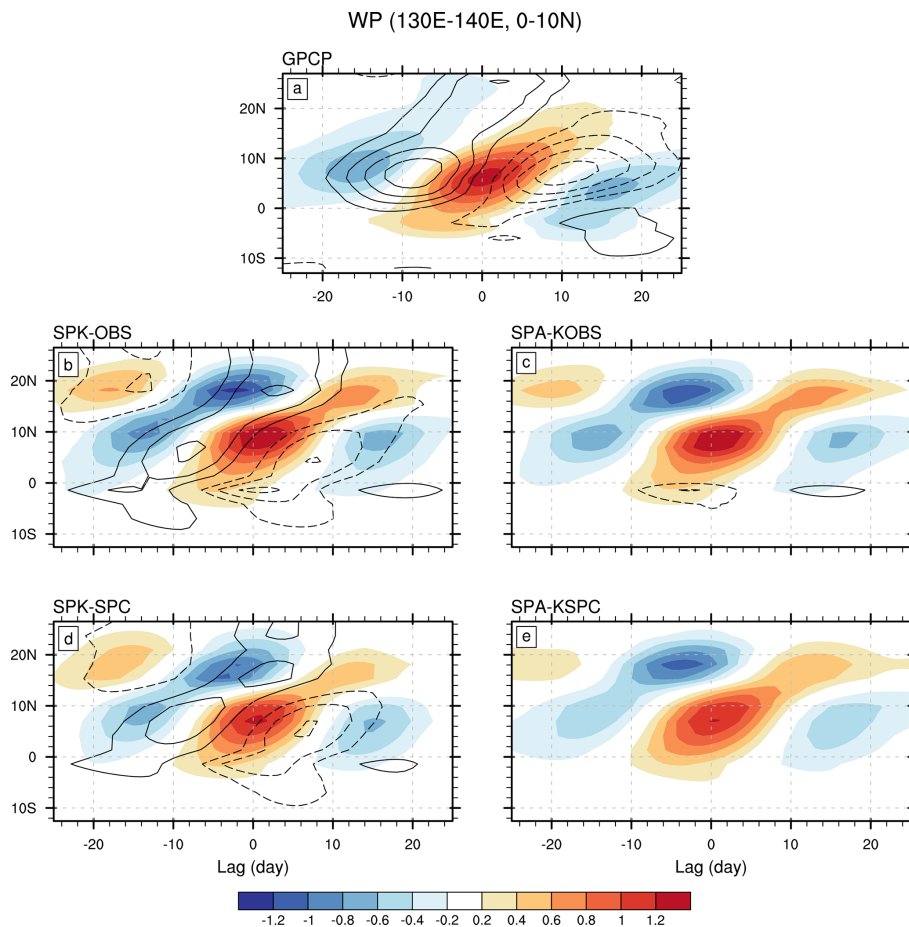 WP (130E-140E, 0-10N)
GPCP
a
20N
10N
0
10S
-20 -10 0 10 20
SPK-OBS
b
20N
10N
0
10S
SPA-KOBS
c
SPK-SPC
d
20N
10N
0
10S
-20 -10 0 10 20
Lag (day)
SPA-KSPC
e
-20 -10 0 10 20
Lag (day)
-1.2 -1 -0.8 -0.6 -0.4 -0.2 0.2 0.4 0.6 0.8 1 1.2